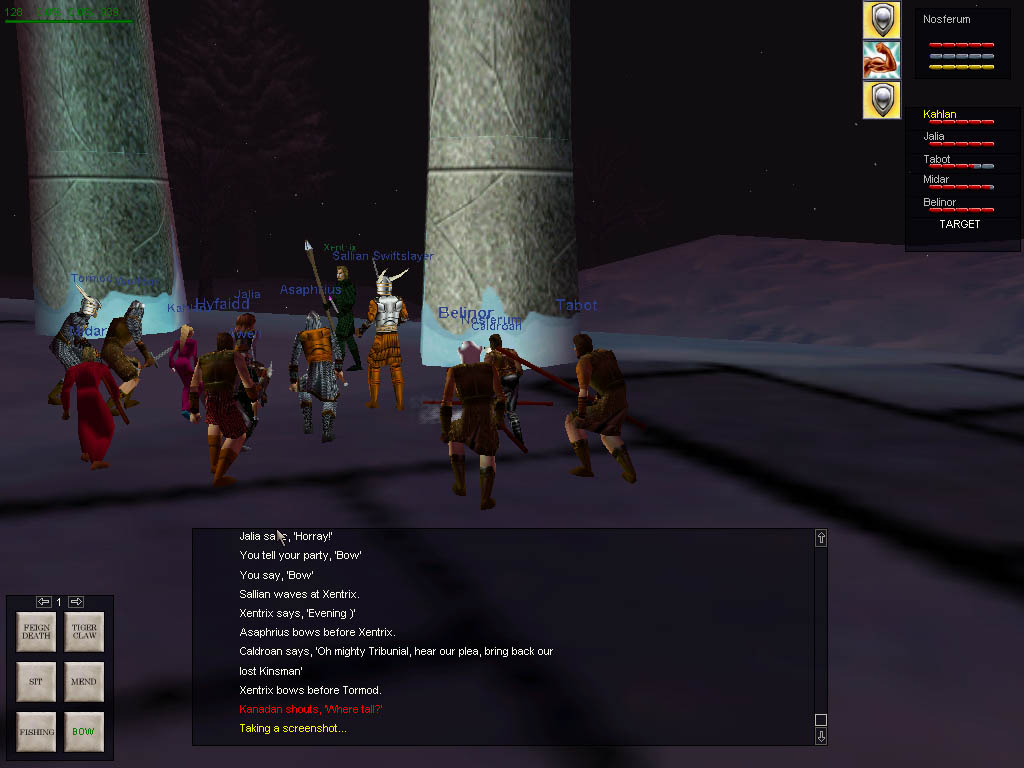 128
Nosferum
Kahlan
Jalia
Tabot
Midar
Belinor
TARGET
Xentrix
Sallian Swiftslayer
Tormod
Asaphrius
Jalia
Hyfaidd
Belinor
Nosferum
Caldroan
Tabot
Jalia says, 'Horray!'
You tell your party, 'Bow'
You say, 'Bow'
Sallian waves at Xentrix.
Xentrix says, 'Evening )'
Asaphrius bows before Xentrix.
Caldroan says, 'Oh mighty Tribunial, hear our plea, bring back our
lost Kinsman'
Xentrix bows before Tormod.
Kanadan shouts, 'Where tall?'
Taking a screenshot...
1
FEIGN DEATH
TIGER CLAW
SIT
MEND
FISHING
BOW